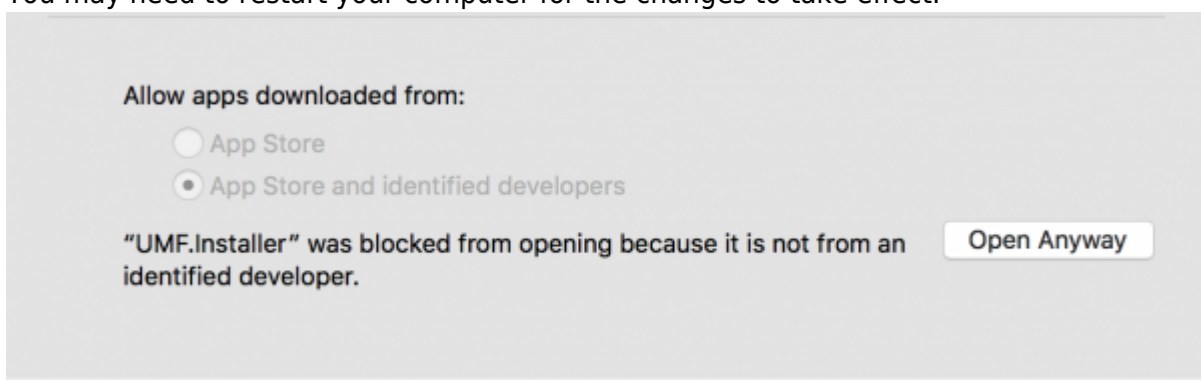 You may need to restart your computer for the changes to take effect.
Allow apps downloaded from:
App Store
App Store and identified developers
“UMF.Installer” was blocked from opening because it is not from an
identified developer.
Open Anyway